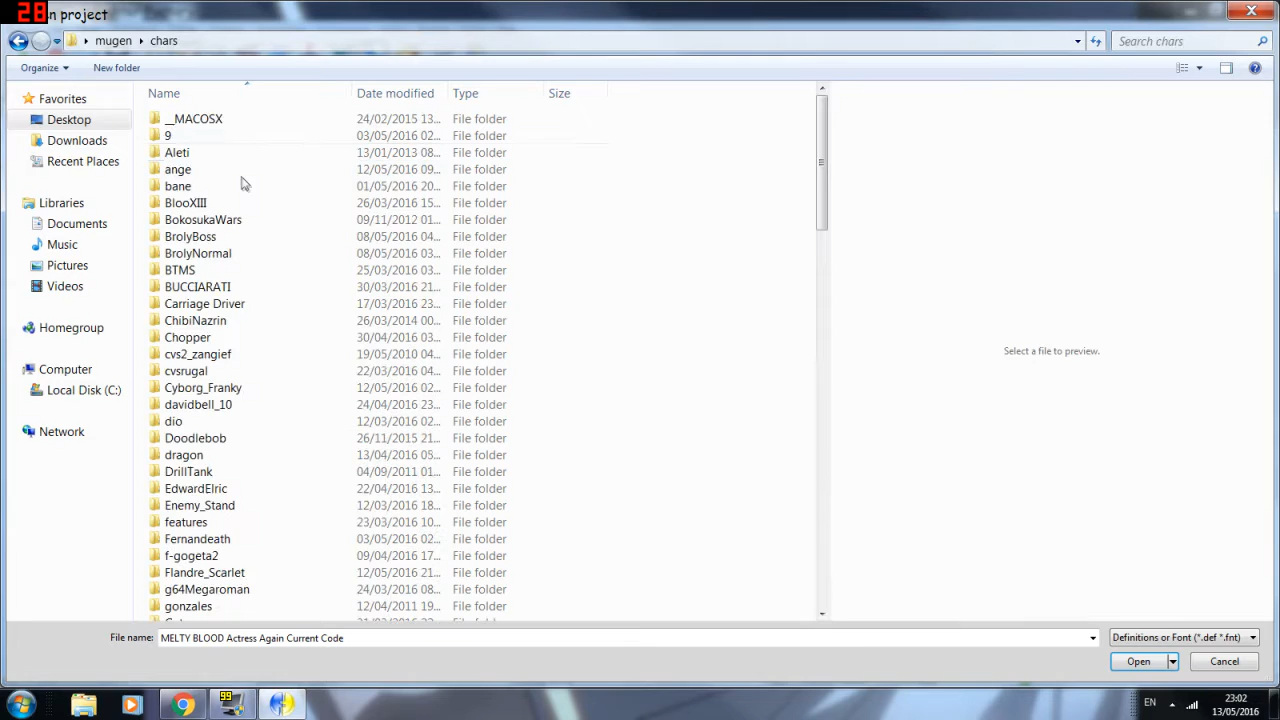 28 n project
mugen chars Search chars
Organize New folder
Name Date modified Type Size
Favorites
Desktop
Downloads
Recent Places
Libraries
Documents
Music
Pictures
Videos
Homegroup
Computer
Local Disk (C:)
Network
__MACOSX 24/02/2015 13... File folder
9 03/05/2016 02... File folder
Aleti 13/01/2013 08... File folder
ange 12/05/2016 09... File folder
bane 01/05/2016 20... File folder
BlooXIII 26/03/2016 15... File folder
BokosukaWars 09/11/2012 01... File folder
BrolyBoss 08/05/2016 04... File folder
BrolyNormal 08/05/2016 03... File folder
BTMS 25/03/2016 03... File folder
BUCCIARATI 30/03/2016 21... File folder
Carriage Driver 17/03/2016 23... File folder
ChibiNazrin 26/03/2014 00... File folder
Chopper 30/04/2016 03... File folder
cvs2_zangief 19/05/2010 04... File folder
cvsrugal 22/03/2016 04... File folder
Cyborg_Franky 12/05/2016 02... File folder
davidbell_10 24/04/2016 23... File folder
dio 12/03/2016 02... File folder
Doodlebob 26/11/2015 21... File folder
dragon 13/04/2016 05... File folder
DrillTank 04/09/2011 01... File folder
EdwardElric 22/04/2016 13... File folder
Enemy_Stand 12/03/2016 18... File folder
features 23/03/2016 10... File folder
Fernandeath 03/05/2016 02... File folder
f-gogeta2 09/04/2016 17... File folder
Flandre_Scarlet 12/05/2016 21... File folder
g64Megaroman 24/03/2016 08... File folder
gonzales 12/04/2011 19... File folder
Select a file to preview.
File name: MELTY BLOOD Actress Again Current Code Definitions or Font (*.def *.fnt)
Open Cancel
99
EN 23:02
13/05/2016